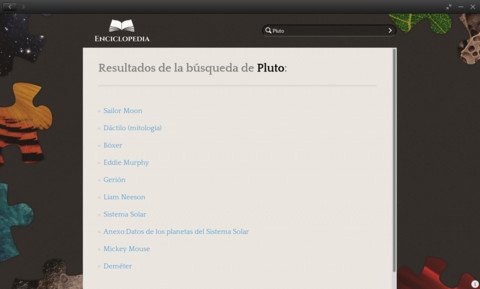 ENCICLOPEDIA
Pluto
Resultados de la búsqueda de Pluto:
Sailor Moon
Dáctilo (mitología)
Bóxer
Eddie Murphy
Gerión
Liam Neeson
Sistema Solar
Anexo:Datos de los planetas del Sistema Solar
Mickey Mouse
Deméter